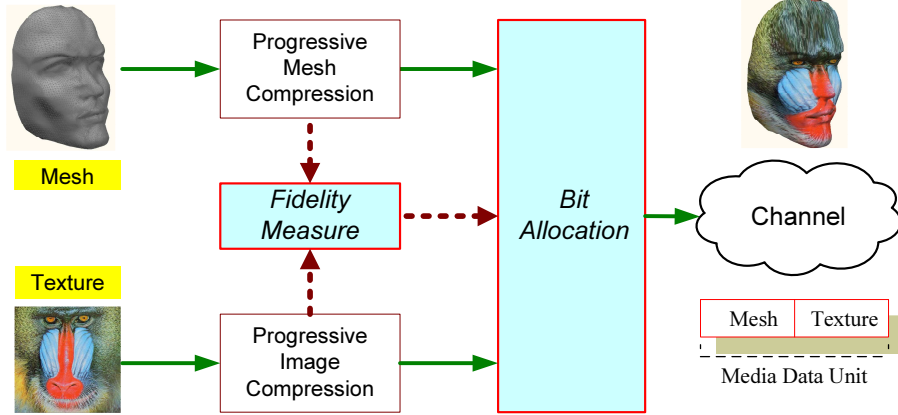 Progressive
Mesh
Compression
Mesh
Fidelity
Measure
Bit
Allocation
Channel
Texture
Progressive
Image
Compression
Mesh Texture
Media Data Unit